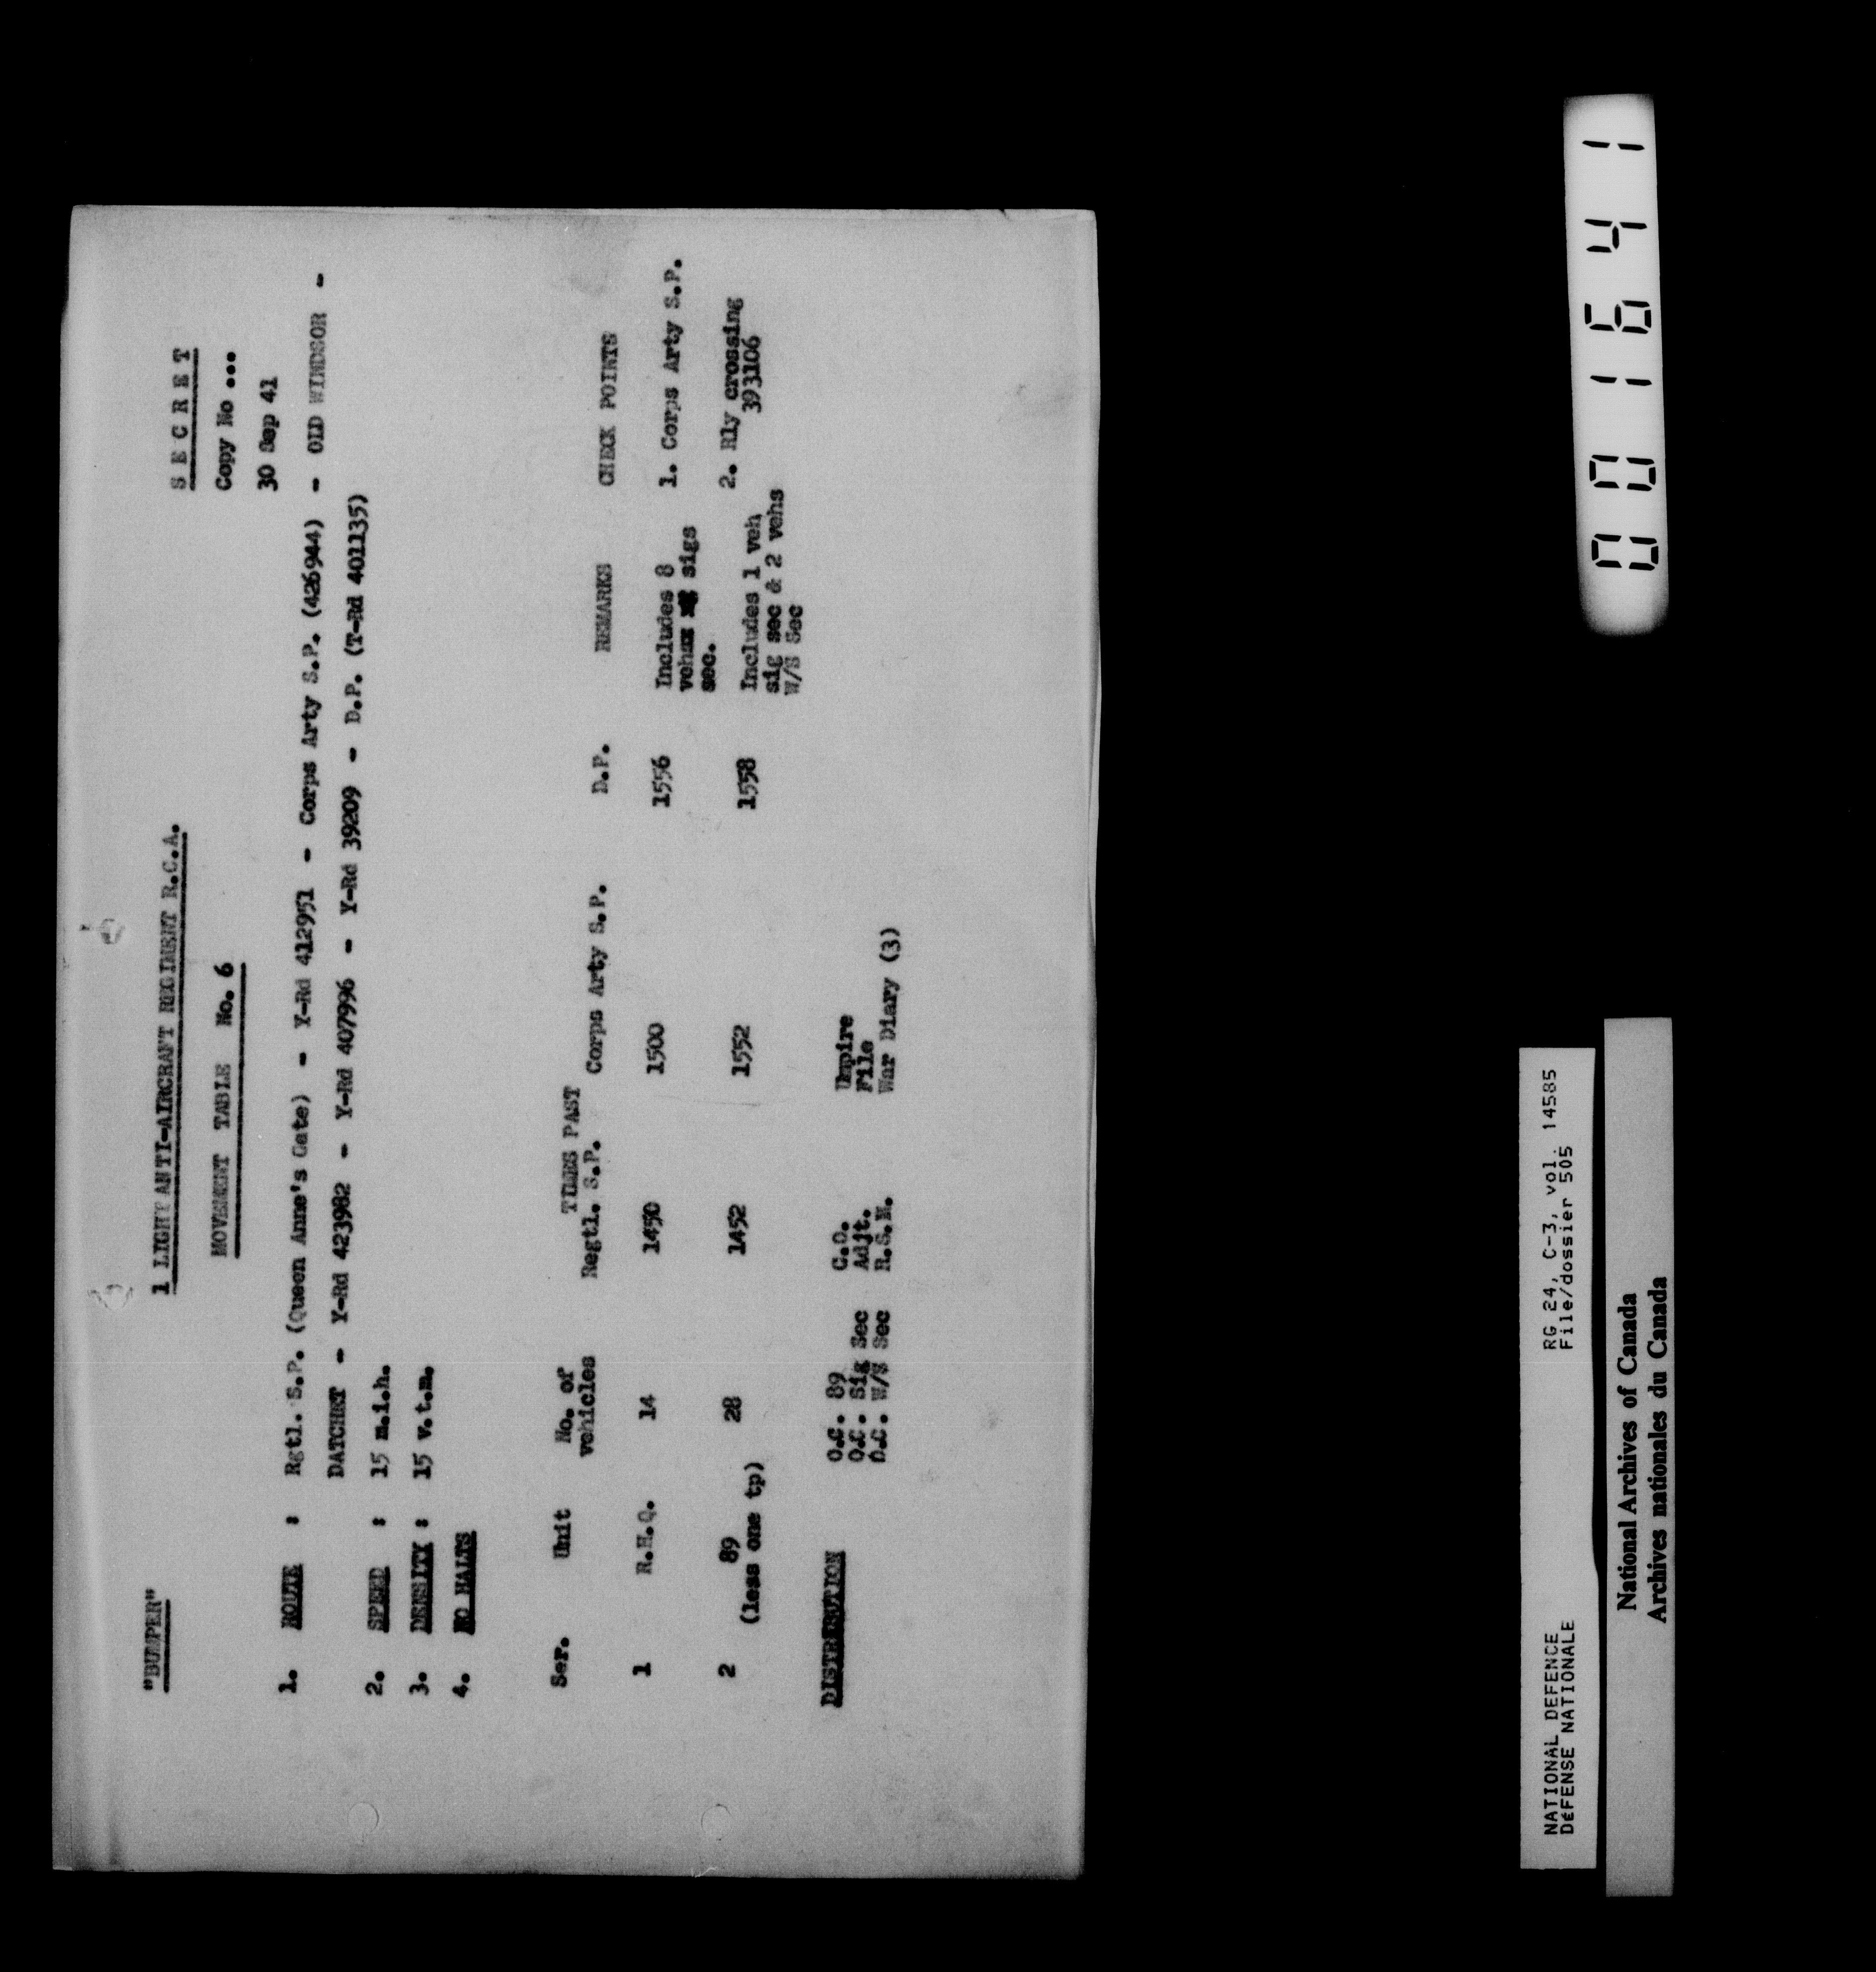 "BUMPER"
1 LIGHT ANTI-AIRCRAFT REGIMENT R.C.A.
S E C R E T
MOVEMENT TABLE No. 6
Copy No ...
30 Sep 41
1. ROUTE : Rgtl. S.P. (Queen Anne's Gate) - Y-Rd 412951 - Corps Arty S.P. (426944) - OLD WINDSOR -
DATCHET - Y-Rd 423982 - Y-Rd 407996 - Y-Rd 39209 - D.P. (T-Rd 401135)
2. SPEED : 15 m.i.h.
3. DENSITY : 15 v.t.m.
4. NO HALTS
TIMES PAST
Ser. Unit No. of vehicles Regtl. S.P. Corps Arty S.P. D.P. REMARKS CHECK POINTS
1 R.H.Q. 14 1450 1500 1556 Includes 8 1. Corps Arty S.P.
vehs sigs
sec.
2 89 28 1452 1552 1558 Includes 1 veh 2. Rly crossing
(less one tp) sig sec & 2 vehs 393106
W/S Sec
DISTRIBUTION
O.C. 89 C.O. Umpire
O.C. Sig Sec Adjt. File
O.C. W/S Sec R.S.M. War Diary (3)
NATIONAL DEFENCE RG 24, C-3, vol. 14585
DéFENSE NATIONALE File/dossier 505
National Archives of Canada
Archives nationales du Canada
001641